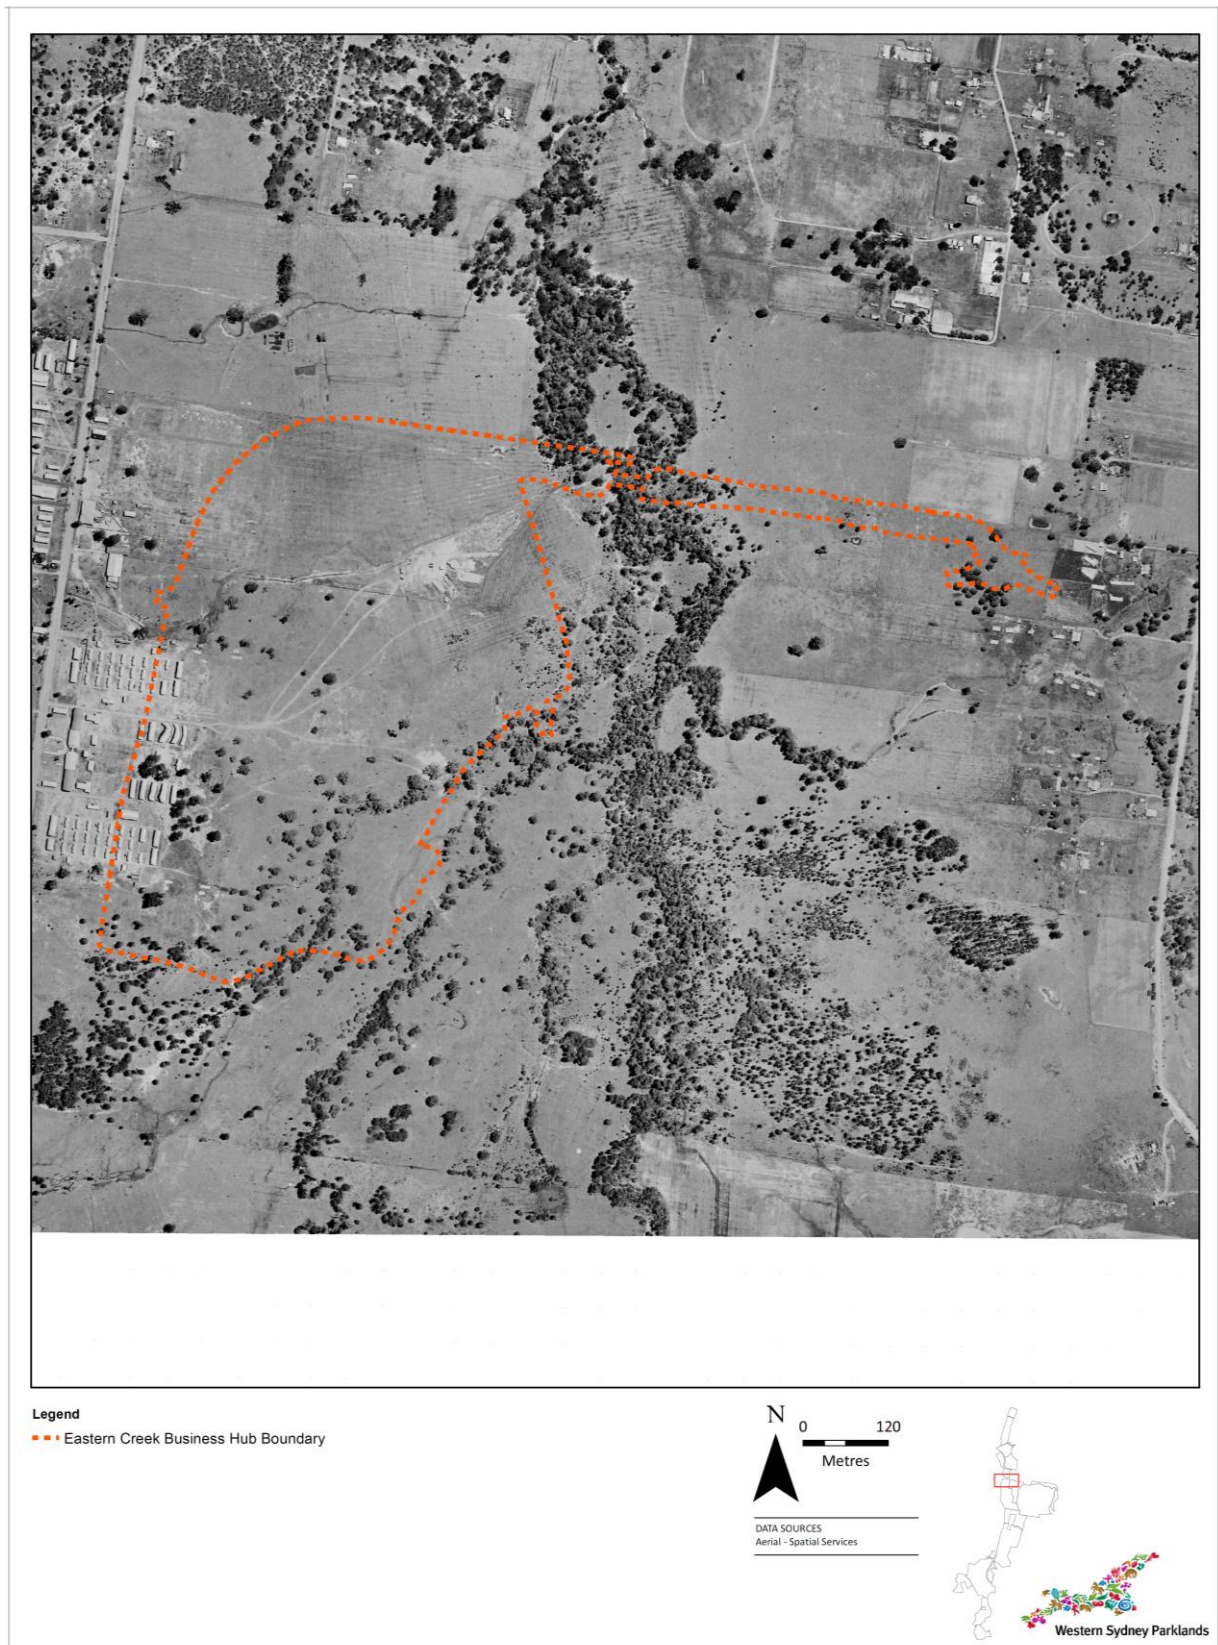 Legend
Eastern Creek Business Hub Boundary
N
0 120
Metres
DATA SOURCES
Aerial - Spatial Services
Western Sydney Parklands